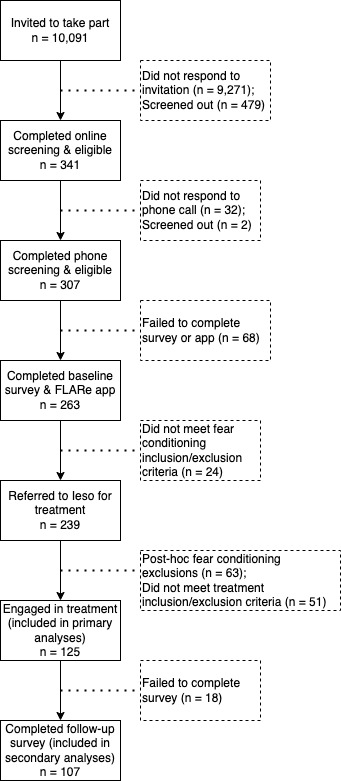 Invited to take part
n = 10,091
Did not respond to
invitation (n = 9,271);
Screened out (n = 479)
Completed online
screening & eligible
n = 341
Did not respond to
phone call (n = 32);
Screened out (n = 2)
Completed phone
screening & eligible
n = 307
Failed to complete
survey or app (n = 68)
Completed baseline
survey & FLARe app
n = 263
Did not meet fear
conditioning
inclusion/exclusion
criteria (n = 24)
Referred to Ieso for
treatment
n = 239
Post-hoc fear conditioning
exclusions (n = 63);
Did not meet treatment
inclusion/exclusion criteria (n = 51)
Engaged in treatment
(included in primary
analyses)
n = 125
Failed to complete
survey (n = 18)
Completed follow-up
survey (included in
secondary analyses)
n = 107